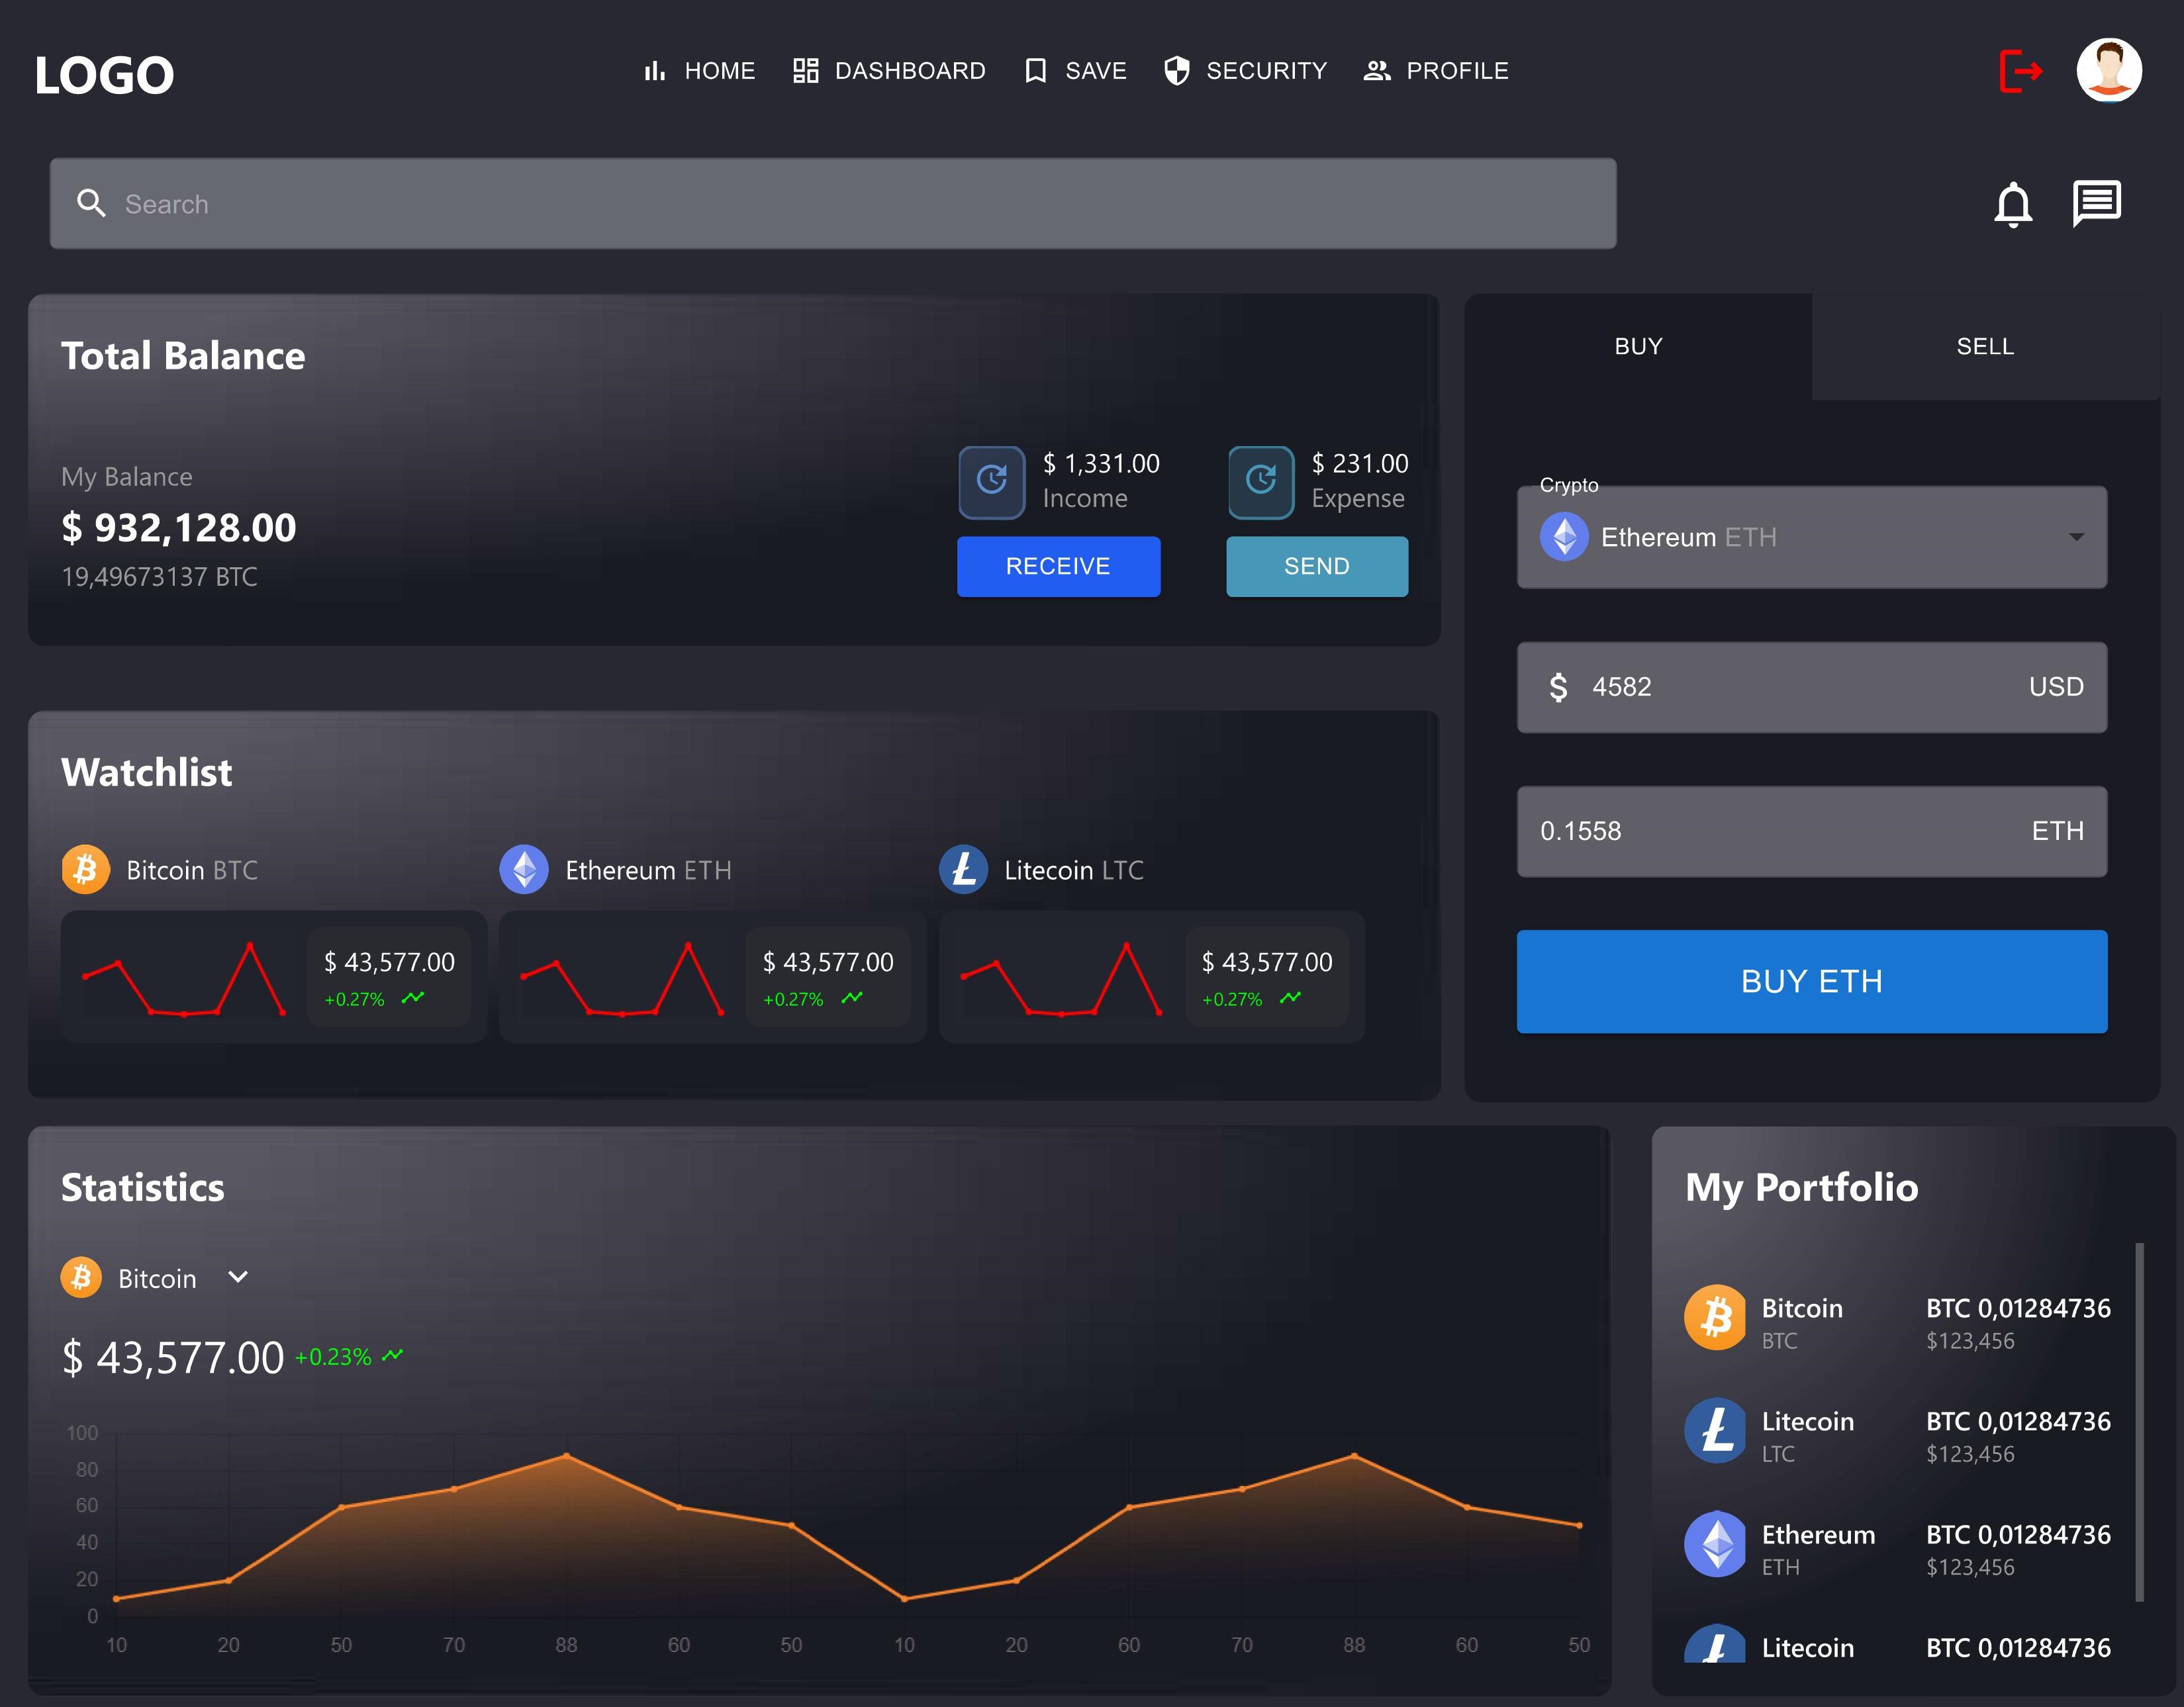 LOGO
HOME
DASHBOARD
SAVE
SECURITY
PROFILE
Search
Total Balance
My Balance
$ 932,128.00
19,49673137 BTC
$ 1,331.00
Income
RECEIVE
$ 231.00
Expense
SEND
BUY
SELL
Crypto
Ethereum ETH
$ 4582 USD
0.1558 ETH
BUY ETH
Watchlist
Bitcoin BTC
$ 43,577.00
+0.27%
Ethereum ETH
$ 43,577.00
+0.27%
Litecoin LTC
$ 43,577.00
+0.27%
Statistics
Bitcoin
$ 43,577.00 +0.23%
100
80
60
40
20
0
10 20 50 70 88 60 50 10 20 60 70 88 60 50
My Portfolio
Bitcoin BTC 0,01284736
BTC $123,456
Litecoin BTC 0,01284736
LTC $123,456
Ethereum BTC 0,01284736
ETH $123,456
Litecoin BTC 0,01284736